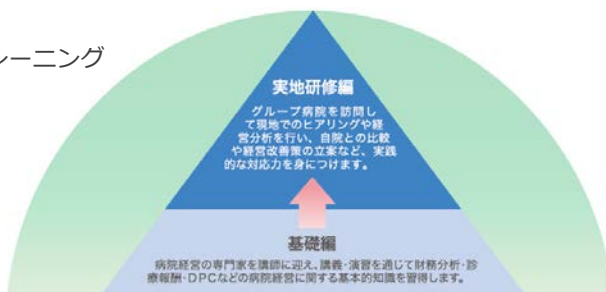 レーニング
実地研修編
グループ病院を訪問し
て現地でのヒアリングや経
営分析を行い、自院との比較
や経営改善策の立案など、実践
的な対応力を身につけます。
基礎編
病院経営の専門家を講師に迎え、講義・演習を通じて財務分析・診
療報酬・DPCなどの病院経営に関する基本的知識を習得します。